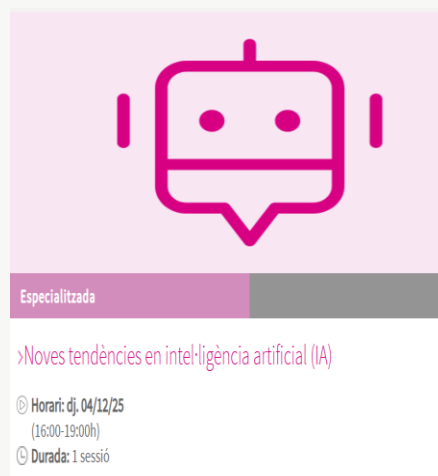 Especialitzada
›Noves tendències en intel·ligència artificial (IA)
Horari: dj. 04/12/25
(16:00-19:00h)
Durada: 1 sessió